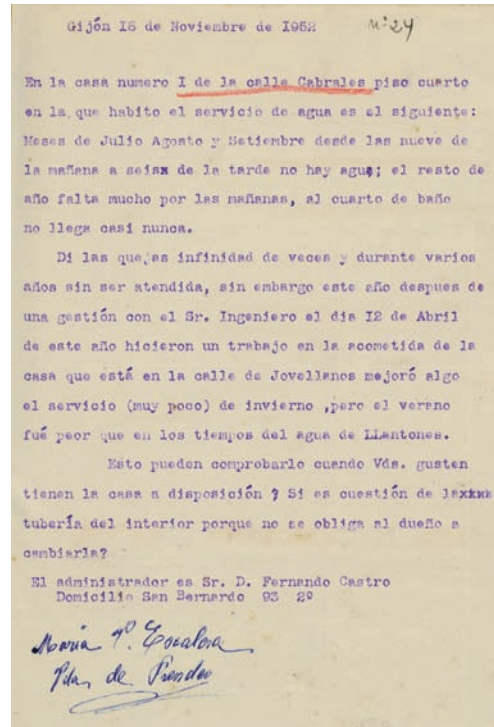 Gijón I6 de Noviembre de I952 Nº 24
En la casa numero I de la calle Cabrales piso cuarto
en la que habito el servicio de agua es el siguiente:
Meses de Julio Agosto y Setiembre desde las nueve de
la mañana a seisx de la tarde no hay agua; el resto de
año falta mucho por las mañanas, al cuarto de baño
no llega casi nunca.
Di las quejas infinidad de veces y durante varios
años sin ser atendida, sin embargo este año despues de
una gestión con el Sr. Ingeniero el dia I2 de Abril
de este año hicieron un trabajo en la acometida de la
casa que está en la calle de Jovellanos mejoró algo
el servicio (muy poco) de invierno ,pero el verano
fué peor que en los tiempos del agua de LLantones.
Esto pueden comprobarlo cuando Vds. gusten
tienen la casa a disposición ? Si es cuestión de la
tubería del interior porque no se obliga al dueño a
cambiarla?
El administrador es Sr. D. Fernando Castro
Domicilio San Bernardo 93 2º
María
Vda. de Prendes